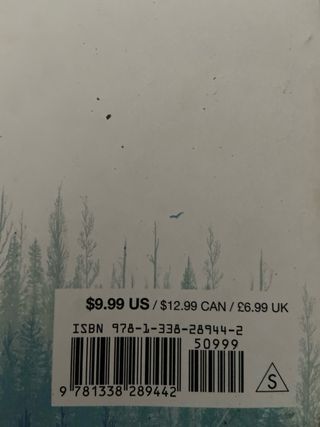 $9.99 US / $12.99 CAN / £6.99 UK
ISBN 978-1-338-28944-2
50999
9 781338 289442
S